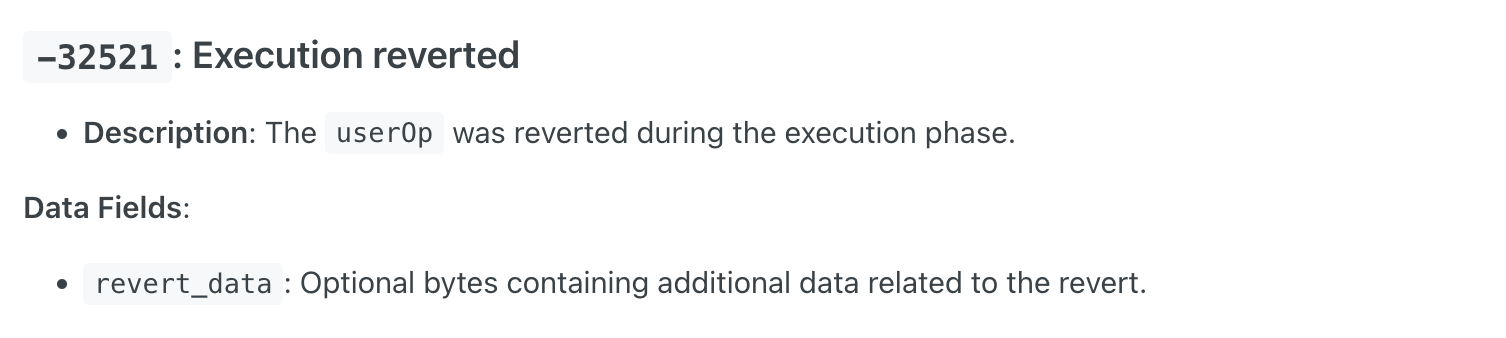 -32521: Execution reverted
• Description: The userOp was reverted during the execution phase.
Data Fields:
• revert_data: Optional bytes containing additional data related to the revert.